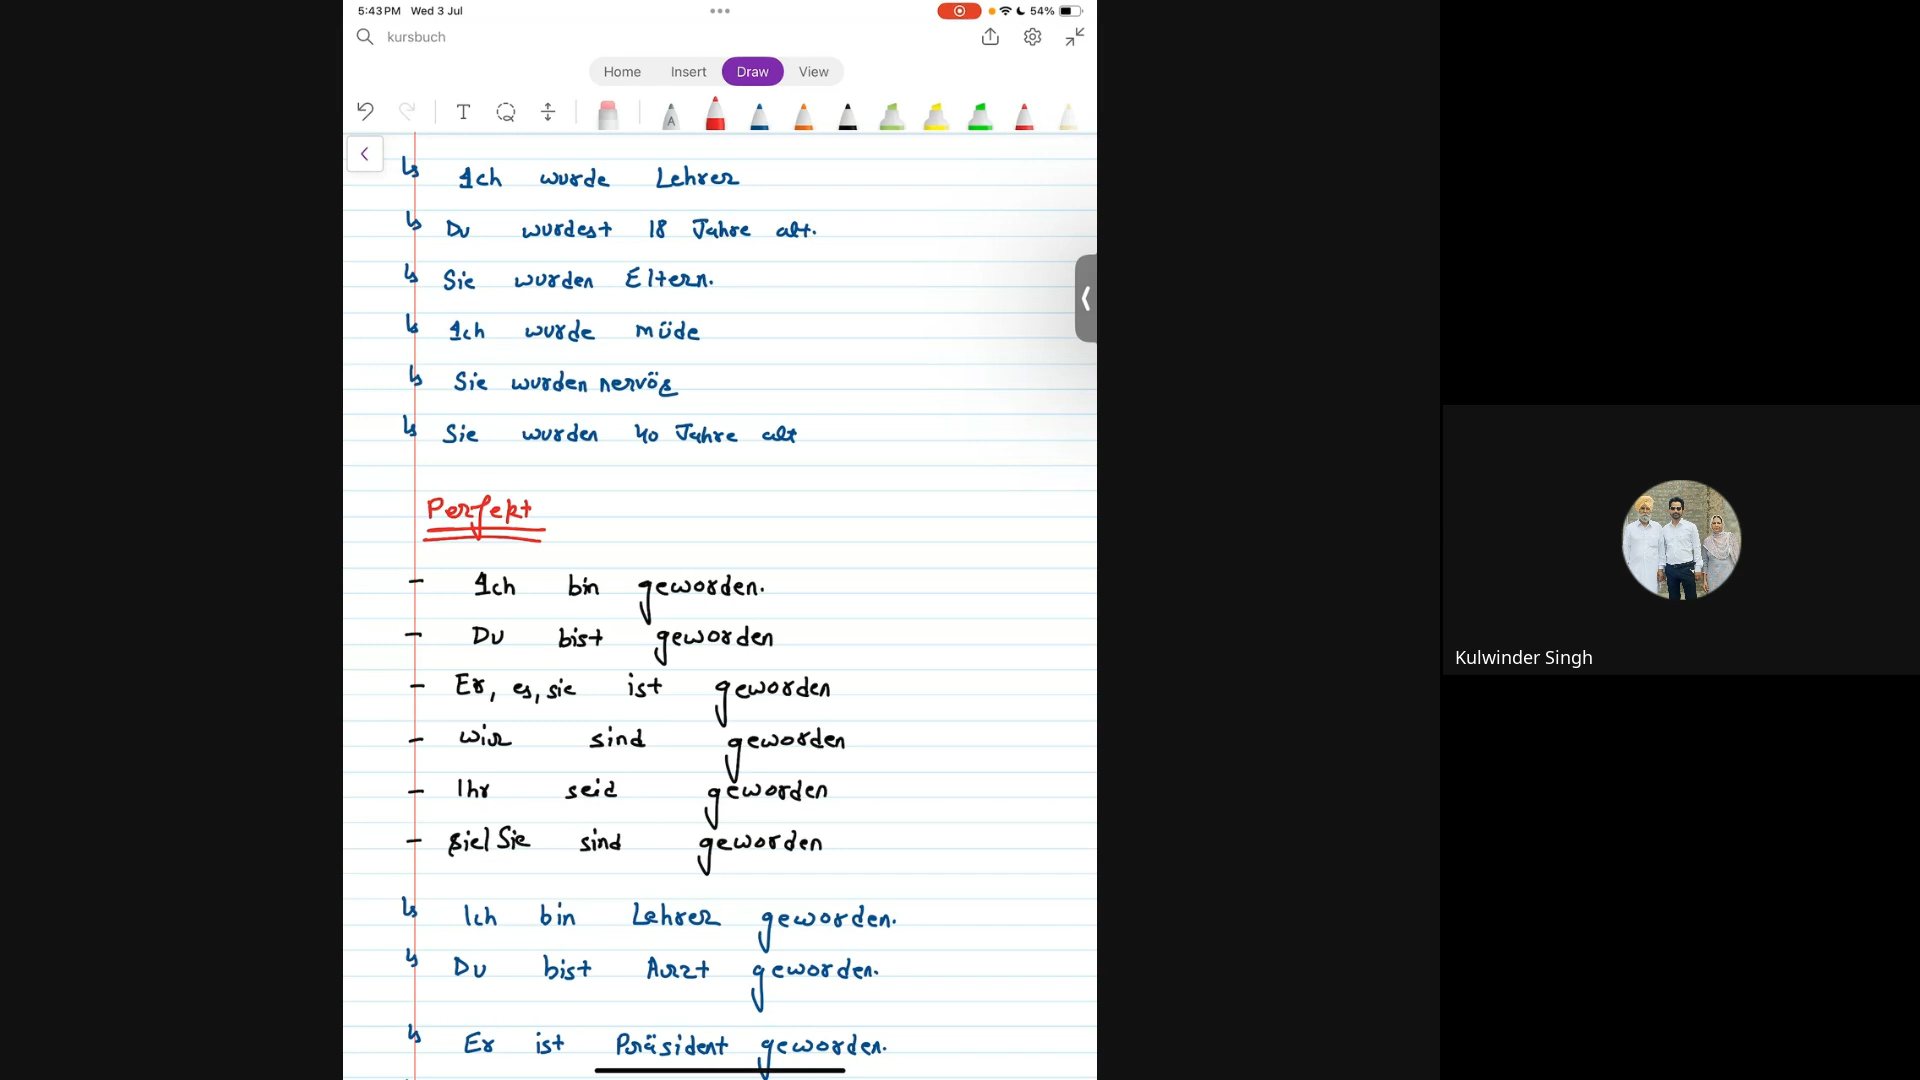 5:43 PM Wed 3 Jul
54%
kursbuch
Home Insert Draw View
T A
↳ Ich wurde Lehrer
↳ Du wurdest 18 Jahre alt.
↳ Sie wurden Eltern.
↳ Ich wurde müde
↳ Sie wurden nervös
↳ Sie wurden 40 Jahre alt
Perfekt
- Ich bin geworden.
- Du bist geworden
- Er, es, sie ist geworden
- wir sind geworden
- Ihr seid geworden
- sie/Sie sind geworden
↳ Ich bin Lehrer geworden.
↳ Du bist Arzt geworden.
↳ Er ist Präsident geworden.
Kulwinder Singh